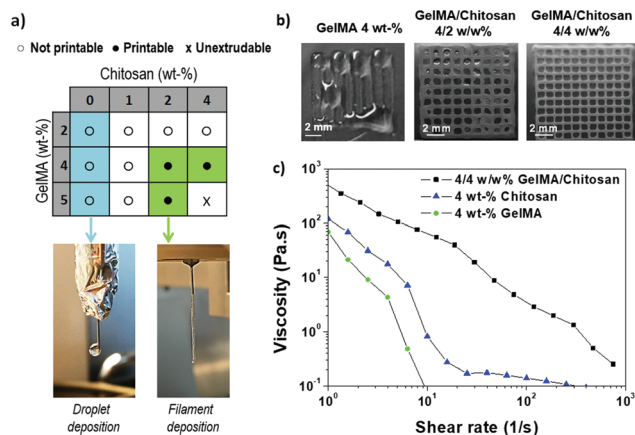 a)
○ Not printable ● Printable x Unextrudable
Chitosan (wt-%)
0 1 2 4
GelMA (wt-%)
2 ○ ○ ○ ○
4 ○ ○ ● ●
5 ○ ○ ● X
Droplet
deposition
Filament
deposition
b)
GelMA 4 wt-%
GelMA/Chitosan
4/2 w/w%
GelMA/Chitosan
4/4 w/w%
2 mm
2 mm
2 mm
c)
4/4 w/w% GelMA/Chitosan
4 wt-% Chitosan
4 wt-% GelMA
Viscosity (Pa.s)
10³
10²
10¹
10⁰
10⁻¹
10⁰ 10¹ 10² 10³
Shear rate (1/s)